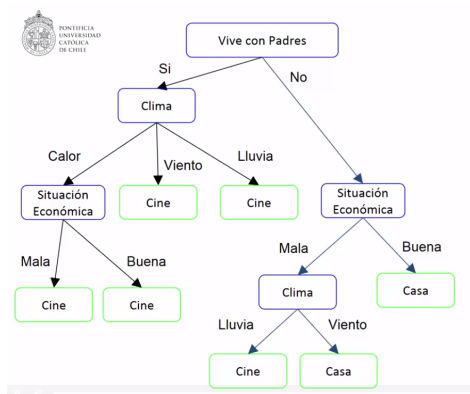 PONTIFICIA
UNIVERSIDAD
CATÓLICA
DE CHILE
Vive con Padres
Si
No
Clima
Calor
Viento
Lluvia
Situación
Económica
Cine
Cine
Situación
Económica
Mala
Buena
Mala
Buena
Cine
Cine
Clima
Casa
Lluvia
Viento
Cine
Casa